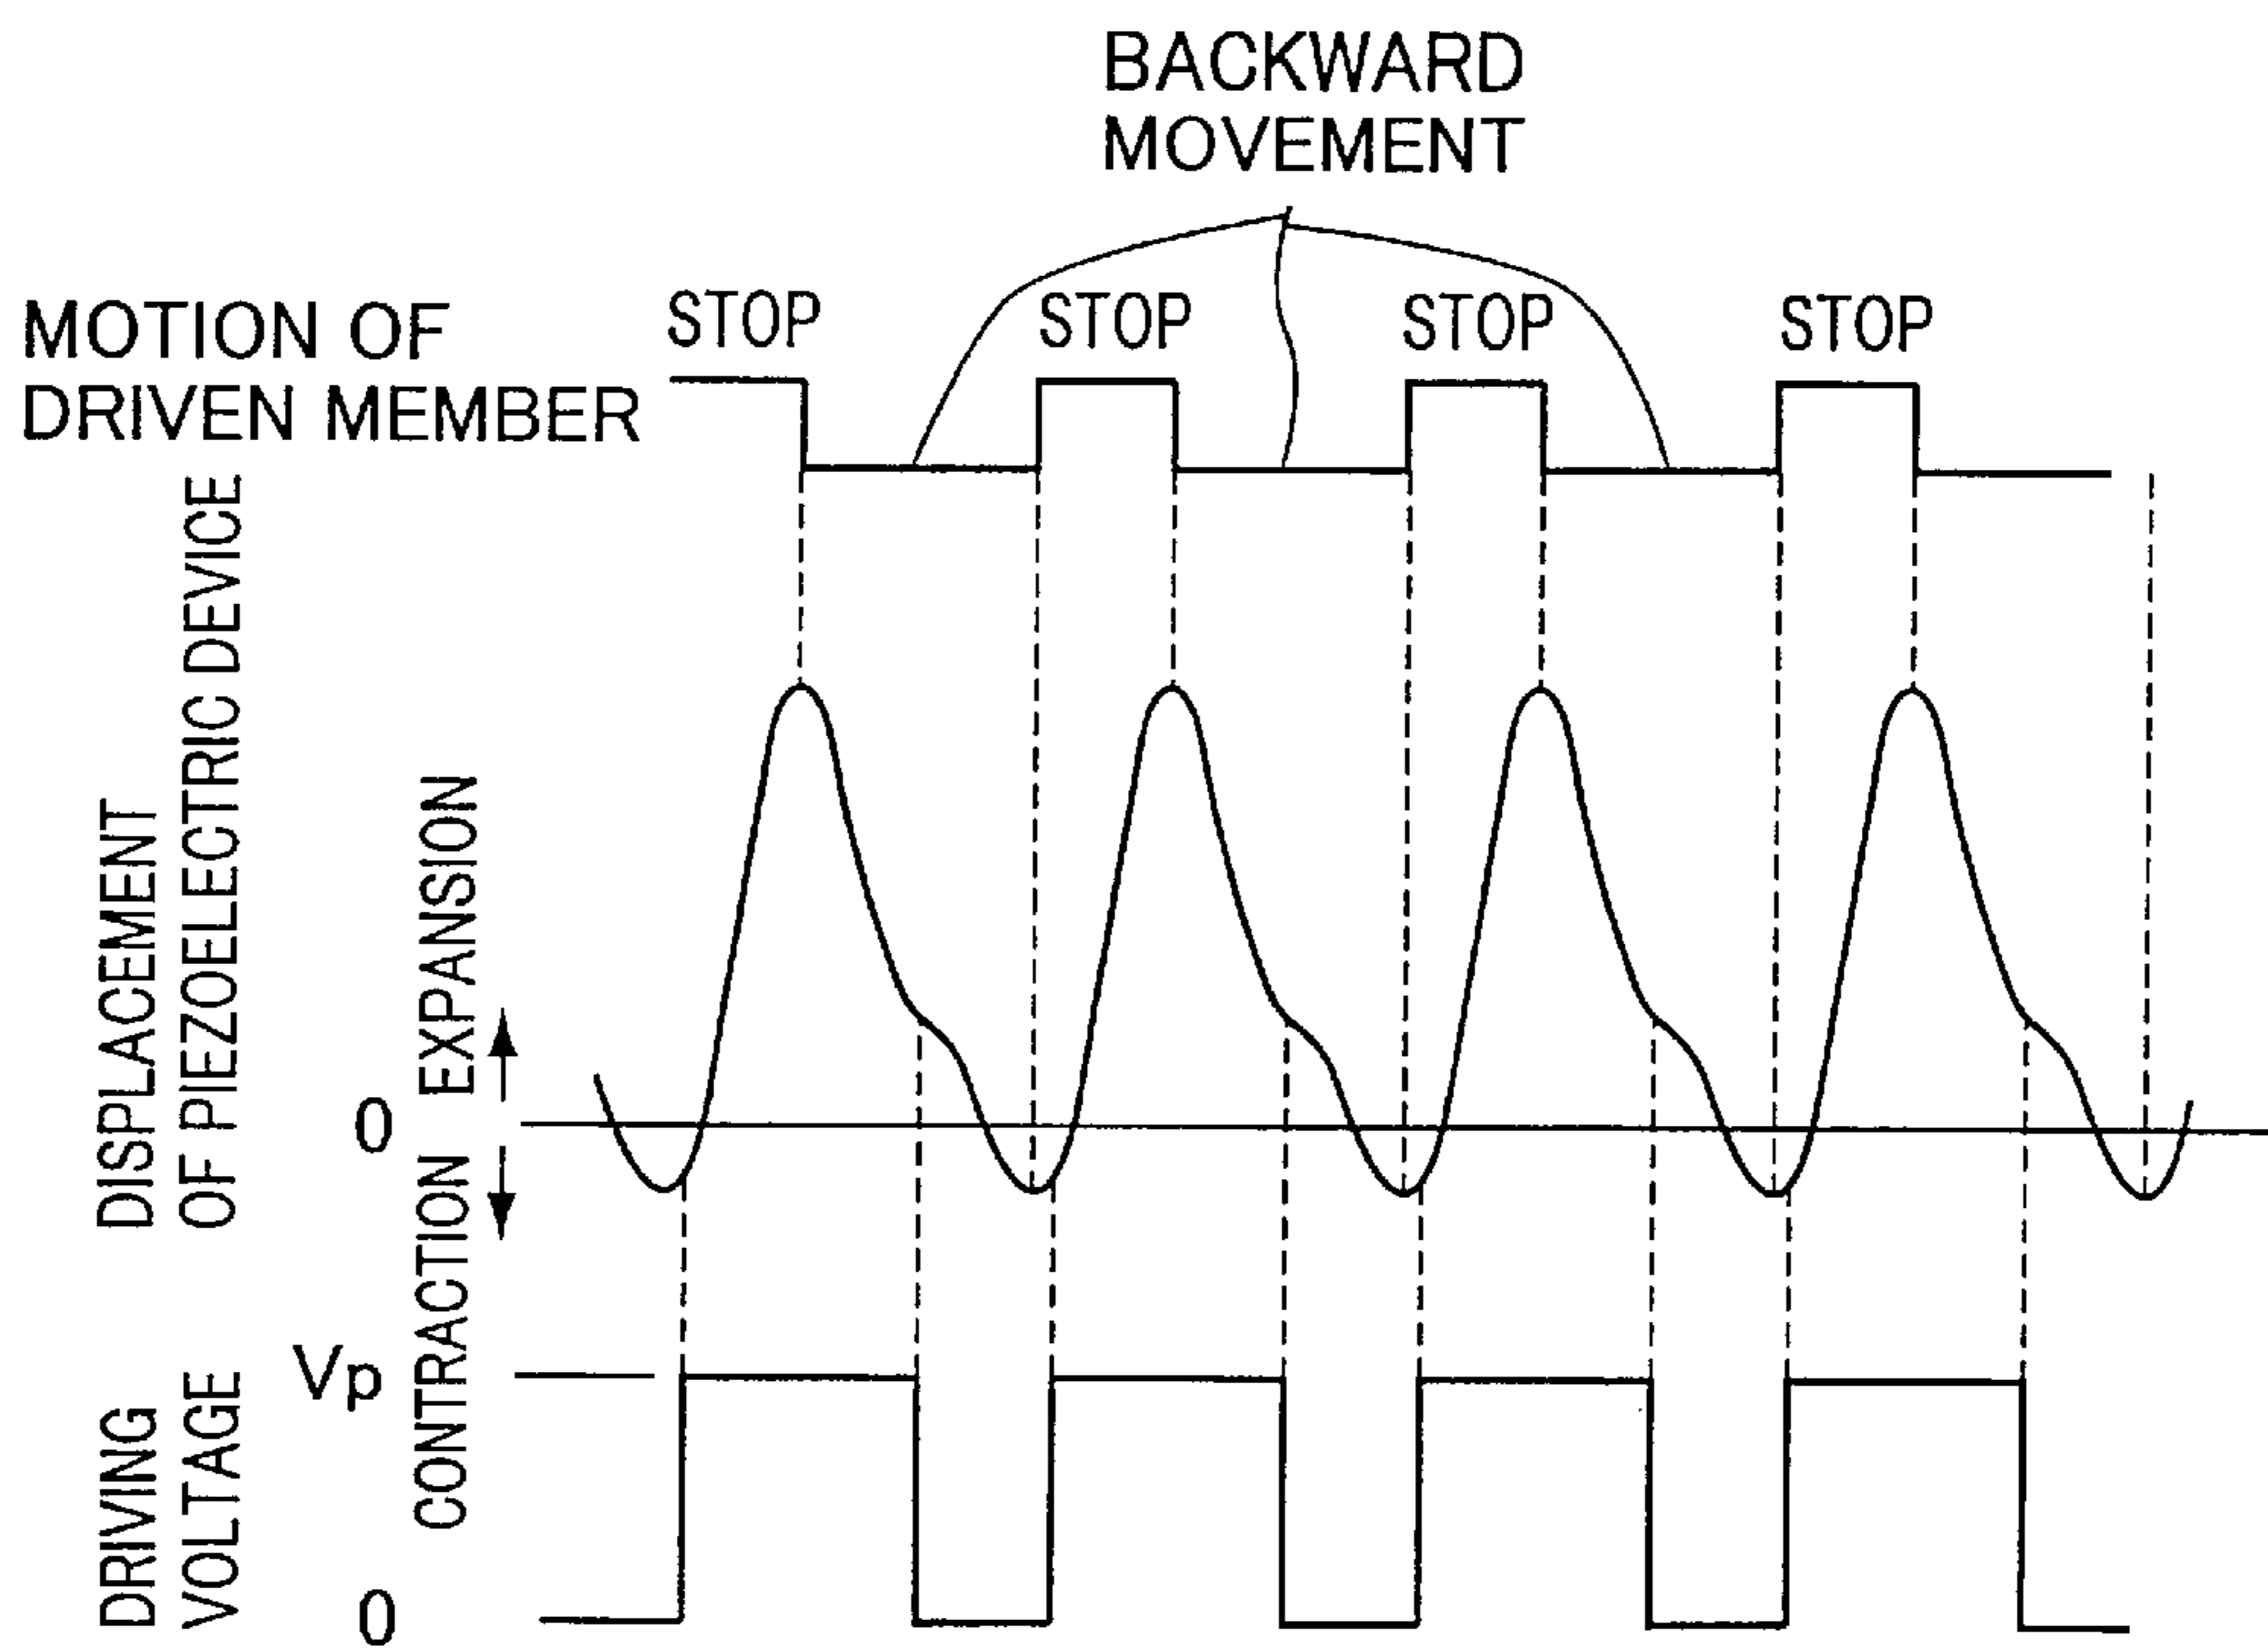 BACKWARD
MOVEMENT
STOP STOP STOP STOP
MOTION OF
DRIVEN MEMBER
DISPLACEMENT
OF PIEZOELECTRIC DEVICE
EXPANSION
0
CONTRACTION
DRIVING
VOLTAGE
Vp
0